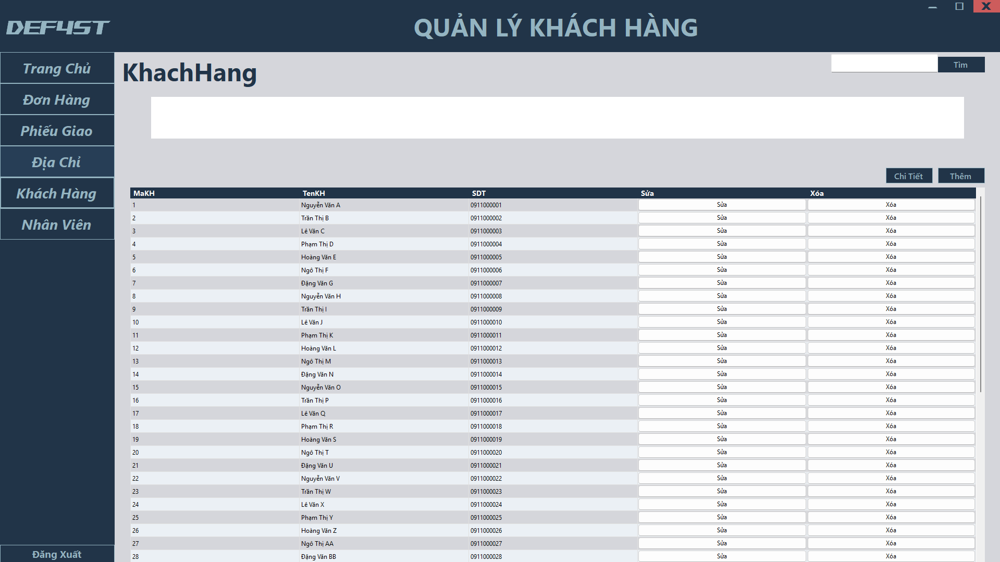 DEF4ST
QUẢN LÝ KHÁCH HÀNG
X
Trang Chủ
Đơn Hàng
Phiếu Giao
Địa Chỉ
Khách Hàng
Nhân Viên
Đăng Xuất
KhachHang
Tìm
Chi Tiết
Thêm
MaKH TenKH SDT Sửa Xóa
1 Nguyễn Văn A 0911000001 Sửa Xóa
2 Trần Thị B 0911000002 Sửa Xóa
3 Lê Văn C 0911000003 Sửa Xóa
4 Phạm Thị D 0911000004 Sửa Xóa
5 Hoàng Văn E 0911000005 Sửa Xóa
6 Ngô Thị F 0911000006 Sửa Xóa
7 Đặng Văn G 0911000007 Sửa Xóa
8 Nguyễn Văn H 0911000008 Sửa Xóa
9 Trần Thị I 0911000009 Sửa Xóa
10 Lê Văn J 0911000010 Sửa Xóa
11 Phạm Thị K 0911000011 Sửa Xóa
12 Hoàng Văn L 0911000012 Sửa Xóa
13 Ngô Thị M 0911000013 Sửa Xóa
14 Đặng Văn N 0911000014 Sửa Xóa
15 Nguyễn Văn O 0911000015 Sửa Xóa
16 Trần Thị P 0911000016 Sửa Xóa
17 Lê Văn Q 0911000017 Sửa Xóa
18 Phạm Thị R 0911000018 Sửa Xóa
19 Hoàng Văn S 0911000019 Sửa Xóa
20 Ngô Thị T 0911000020 Sửa Xóa
21 Đặng Văn U 0911000021 Sửa Xóa
22 Nguyễn Văn V 0911000022 Sửa Xóa
23 Trần Thị W 0911000023 Sửa Xóa
24 Lê Văn X 0911000024 Sửa Xóa
25 Phạm Thị Y 0911000025 Sửa Xóa
26 Hoàng Văn Z 0911000026 Sửa Xóa
27 Ngô Thị AA 0911000027 Sửa Xóa
28 Đặng Văn BB 0911000028 Sửa Xóa